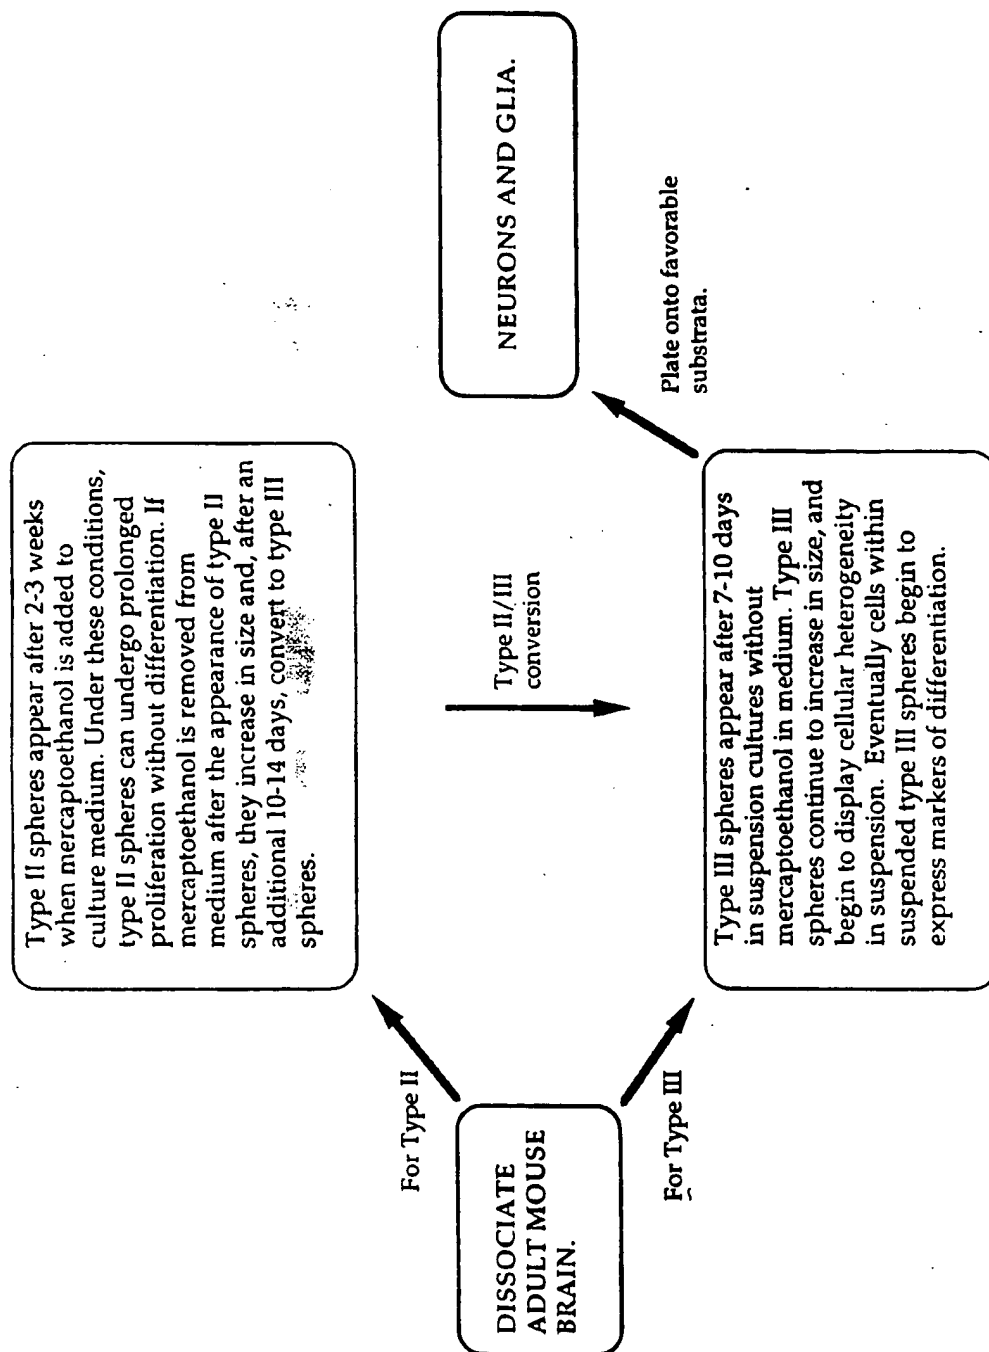 DISSOCIATE
ADULT MOUSE
BRAIN.
For Type II
Type II spheres appear after 2-3 weeks
when mercaptoethanol is added to
culture medium. Under these conditions,
type II spheres can undergo prolonged
proliferation without differentiation. If
mercaptoethanol is removed from
medium after the appearance of type II
spheres, they increase in size and, after an
additional 10-14 days, convert to type III
spheres.
Type II/III
conversion
For Type III
Type III spheres appear after 7-10 days
in suspension cultures without
mercaptoethanol in medium. Type III
spheres continue to increase in size, and
begin to display cellular heterogeneity
in suspension. Eventually cells within
suspended type III spheres begin to
express markers of differentiation.
Plate onto favorable
substrata.
NEURONS AND GLIA.